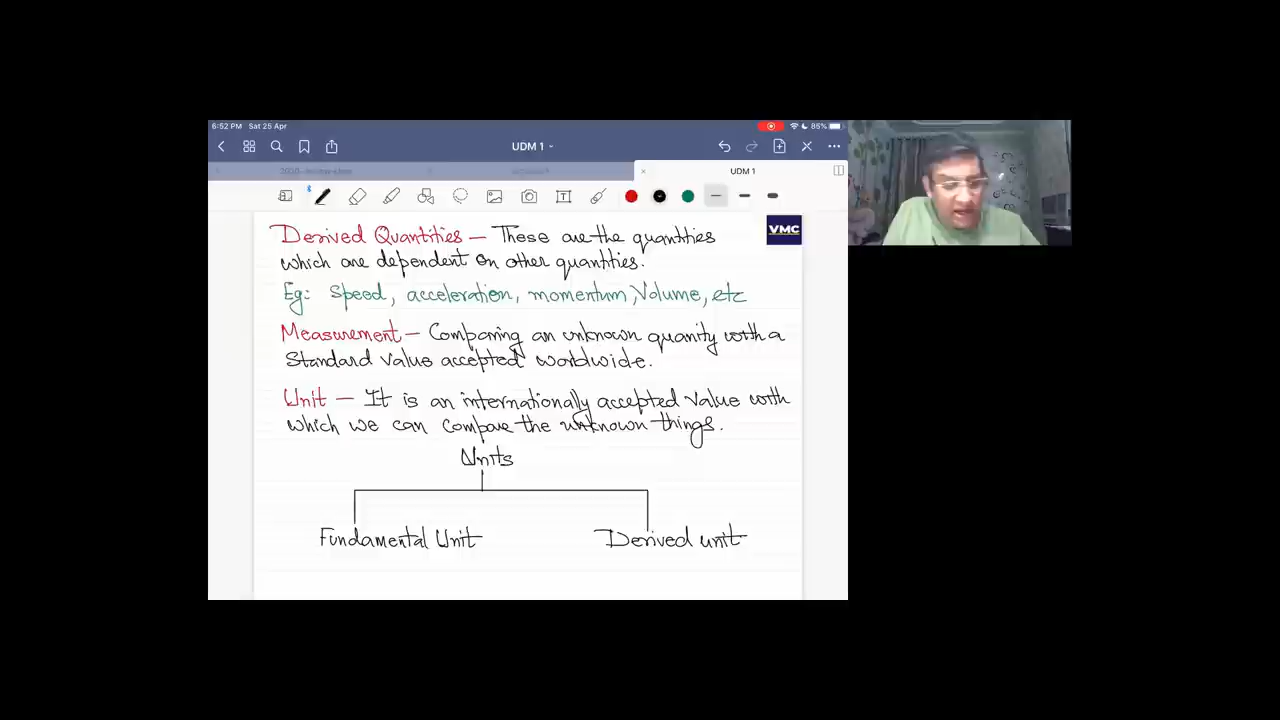 6:52 PM Sat 25 Apr
86%
UDM 1
UDM 1
VMC
Derived Quantities — These are the quantities
which are dependent on other quantities.
Eg: Speed, acceleration, momentum, Volume, etc
Measurement — Comparing an unknown quanity with a
Standard value accepted worldwide.
Unit — It is an internationally accepted value with
which we can compare the unknown things.
Units
Fundamental Unit Derived unit